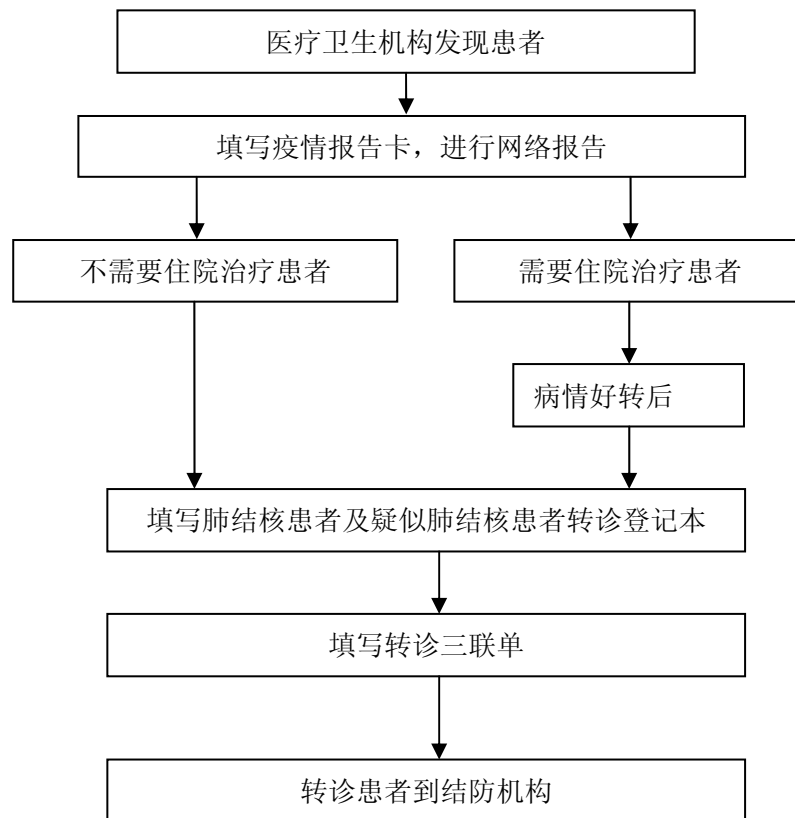 医疗卫生机构发现患者
填写疫情报告卡，进行网络报告
不需要住院治疗患者
需要住院治疗患者
病情好转后
填写肺结核患者及疑似肺结核患者转诊登记本
填写转诊三联单
转诊患者到结防机构